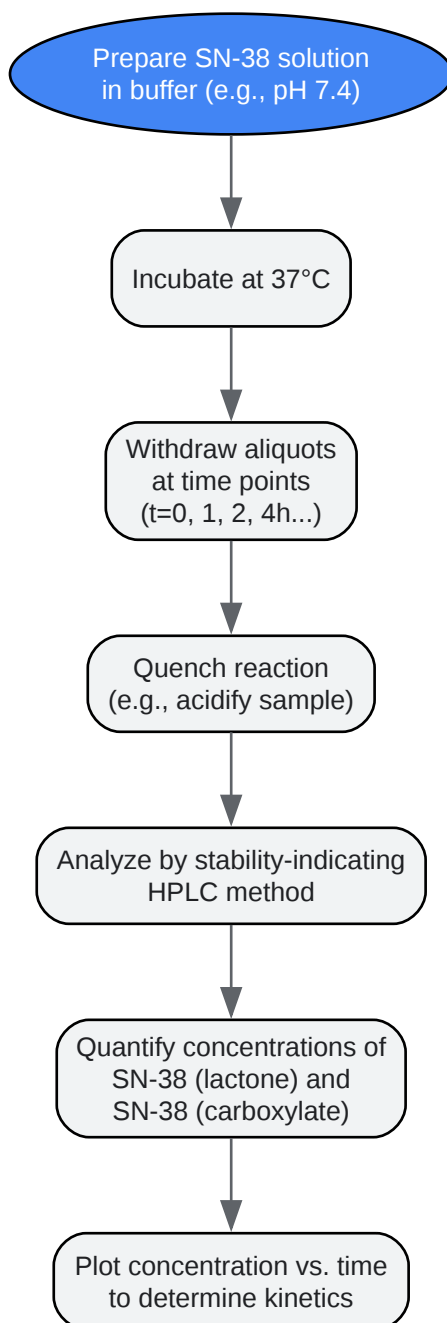 Prepare SN-38 solution
in buffer (e.g., pH 7.4)
Incubate at 37°C
Withdraw aliquots
at time points
(t=0, 1, 2, 4h...)
Quench reaction
(e.g., acidify sample)
Analyze by stability-indicating
HPLC method
Quantify concentrations of
SN-38 (lactone) and
SN-38 (carboxylate)
Plot concentration vs. time
to determine kinetics